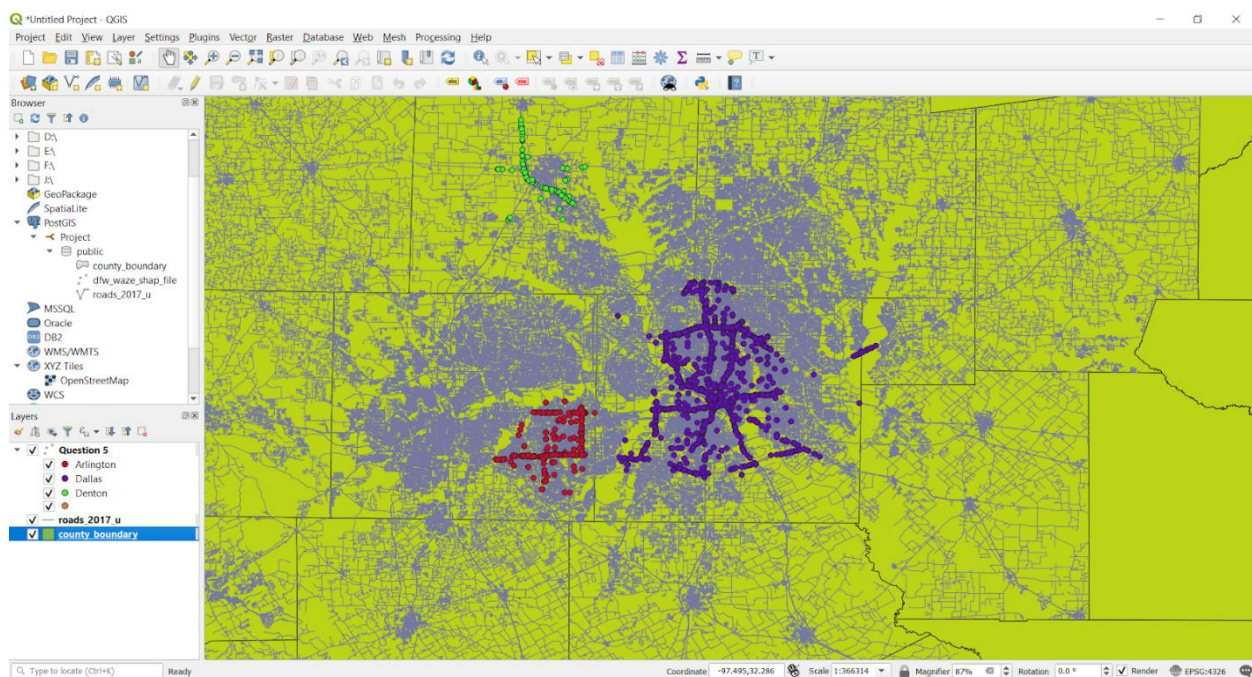 *Untitled Project - QGIS
Project Edit View Layer Settings Plugins Vector Raster Database Web Mesh Processing Help
Browser
D:\
E:\
F:\
J:\
GeoPackage
SpatiaLite
PostGIS
Project
public
county_boundary
dfw_waze_shap_file
roads_2017_u
MSSQL
Oracle
DB2
WMS/WMTS
XYZ Tiles
OpenStreetMap
WCS
Layers
Question 5
Arlington
Dallas
Denton
roads_2017_u
county_boundary
Type to locate (Ctrl+K) Ready Coordinate -97.495,32.286 Scale 1:366314 Magnifier 87% Rotation 0.0 ° Render EPSG:4326